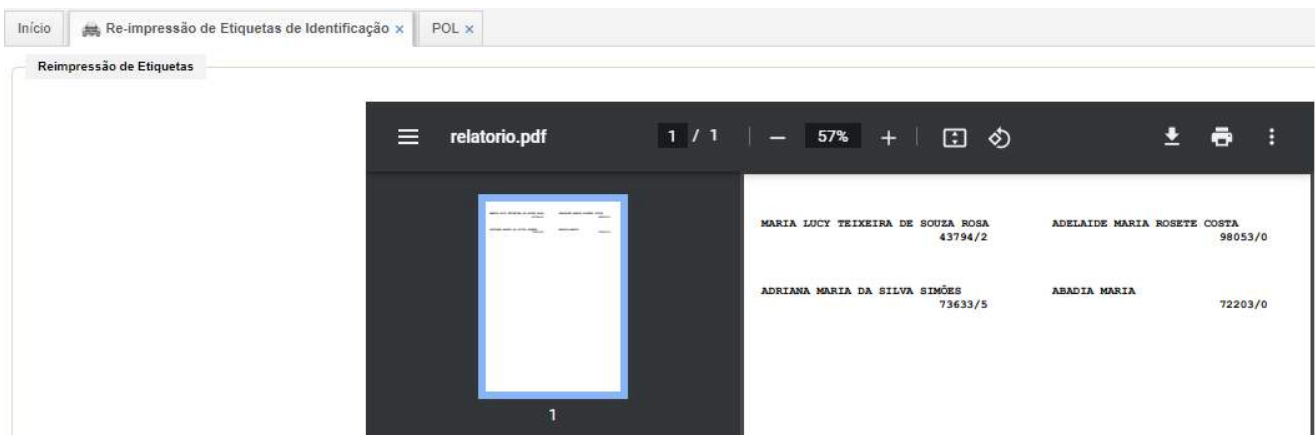 Início Re-impressão de Etiquetas de Identificação x POL x
Reimpressão de Etiquetas
relatorio.pdf 1 / 1 57%
MARIA LUCY TEIXEIRA DE SOUZA ROSA ADELAIDE MARIA ROSETE COSTA
43794/2 98053/0
ADRIANA MARIA DA SILVA SIMÕES ABADIA MARIA
73633/5 72203/0
1